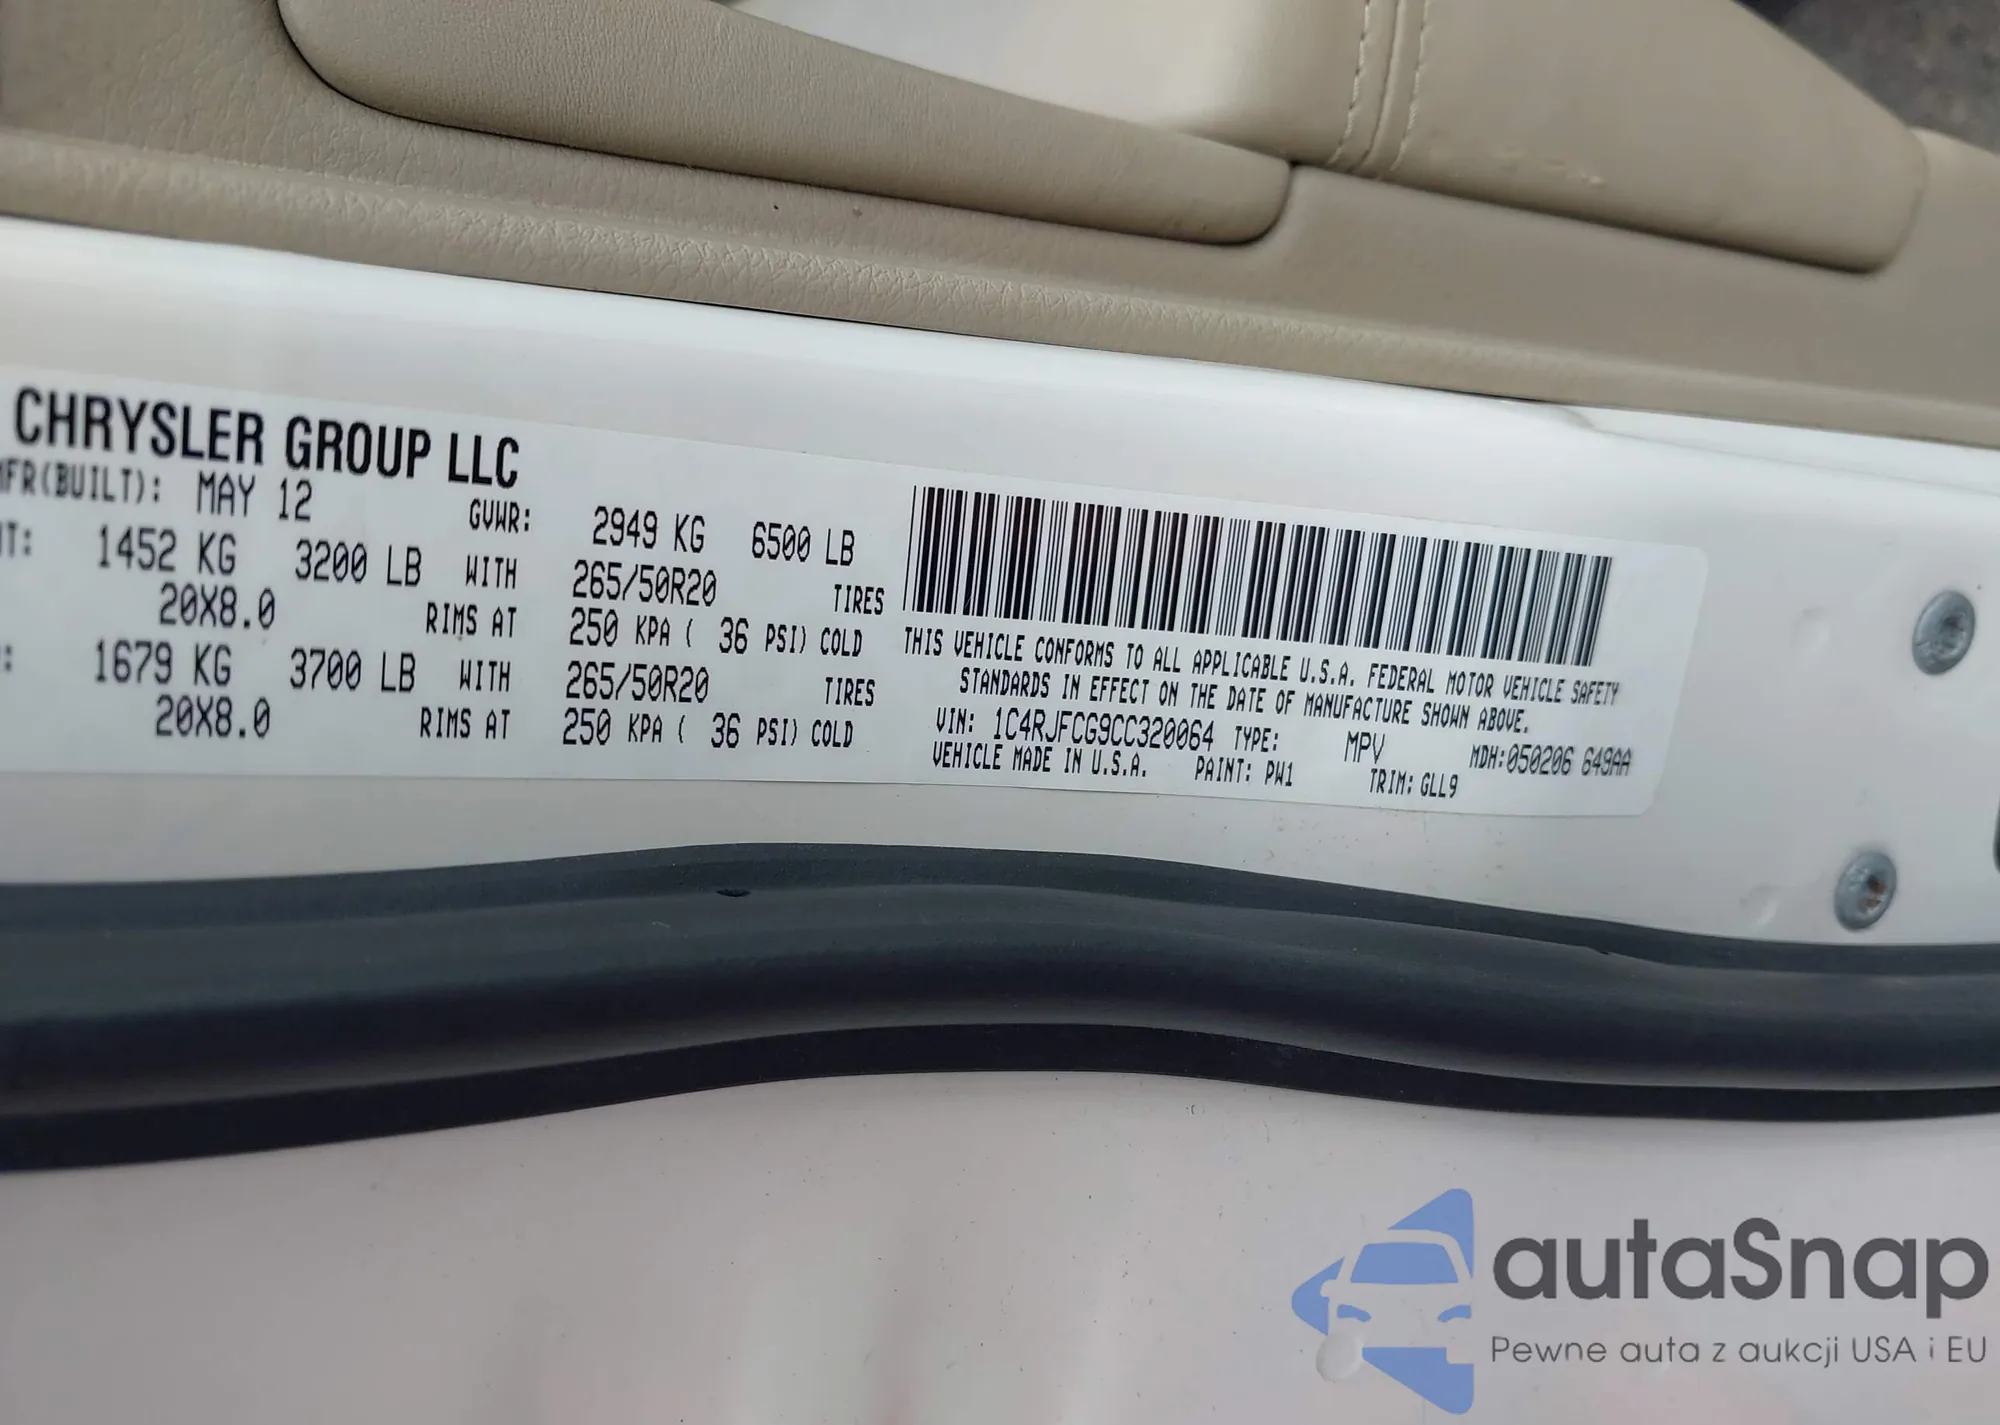 CHRYSLER GROUP LLC
MFR(BUILT): MAY 12 GVWR: 2949 KG 6500 LB
1452 KG 3200 LB WITH 265/50R20 TIRES
20X8.0 RIMS AT 250 KPA ( 36 PSI) COLD
1679 KG 3700 LB WITH 265/50R20 TIRES
20X8.0 RIMS AT 250 KPA ( 36 PSI) COLD
THIS VEHICLE CONFORMS TO ALL APPLICABLE U.S.A. FEDERAL MOTOR VEHICLE SAFETY
STANDARDS IN EFFECT ON THE DATE OF MANUFACTURE SHOWN ABOVE.
VIN: 1C4RJFCG9CC320064 TYPE: MPV MDH:050206 649AA
VEHICLE MADE IN U.S.A. PAINT: PW1 TRIM: GLL9
autaSnap
Pewne auta z aukcji USA i EU